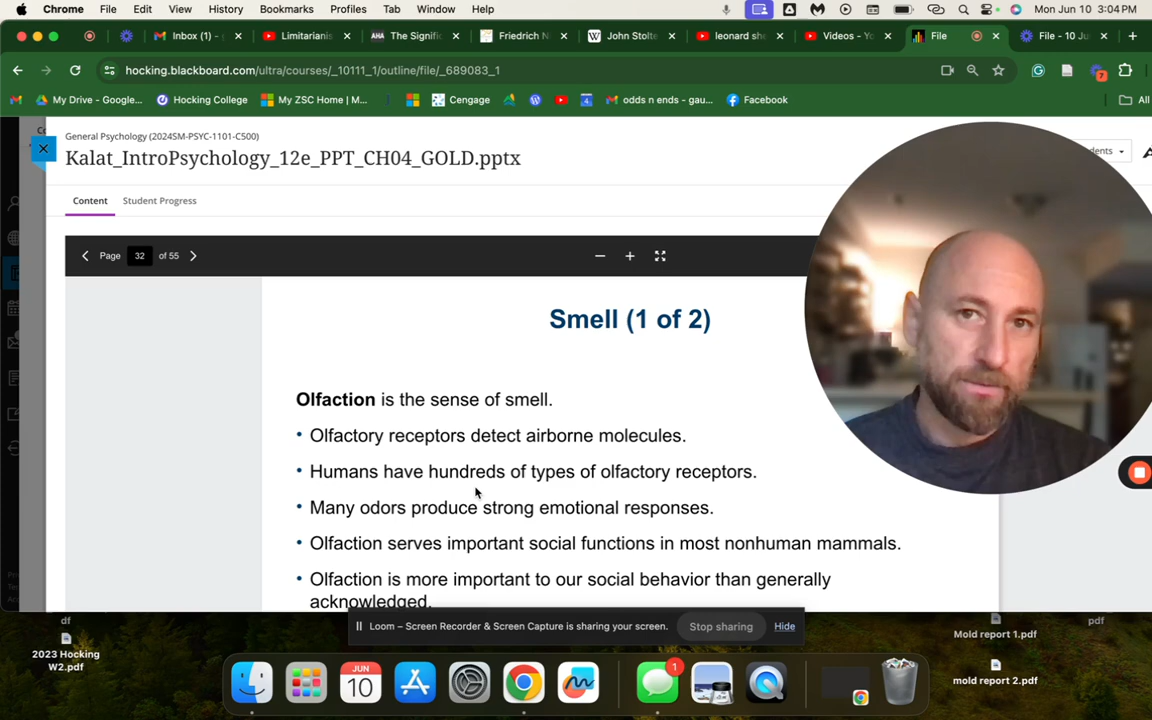 Chrome File Edit View History Bookmarks Profiles Tab Window Help Mon Jun 10 3:04 PM
Inbox (1) - Limitarianis The Signific Friedrich N John Stolte leonard she Videos - Yo File File - 10 Ju
hocking.blackboard.com/ultra/courses/_10111_1/outline/file/_689083_1
7
My Drive - Google... Hocking College My ZSC Home | M... Cengage 4 odds n ends - gau... Facebook All
General Psychology (2024SM-PSYC-1101-C500)
Kalat_IntroPsychology_12e_PPT_CH04_GOLD.pptx
dents
Content Student Progress
Page 32 of 55
Smell (1 of 2)
Olfaction is the sense of smell.
• Olfactory receptors detect airborne molecules.
• Humans have hundreds of types of olfactory receptors.
• Many odors produce strong emotional responses.
• Olfaction serves important social functions in most nonhuman mammals.
• Olfaction is more important to our social behavior than generally
acknowledged.
Loom – Screen Recorder & Screen Capture is sharing your screen. Stop sharing Hide
df
2023 Hocking
W2.pdf
Mold report 1.pdf
pdf
mold report 2.pdf
JUN
10
1